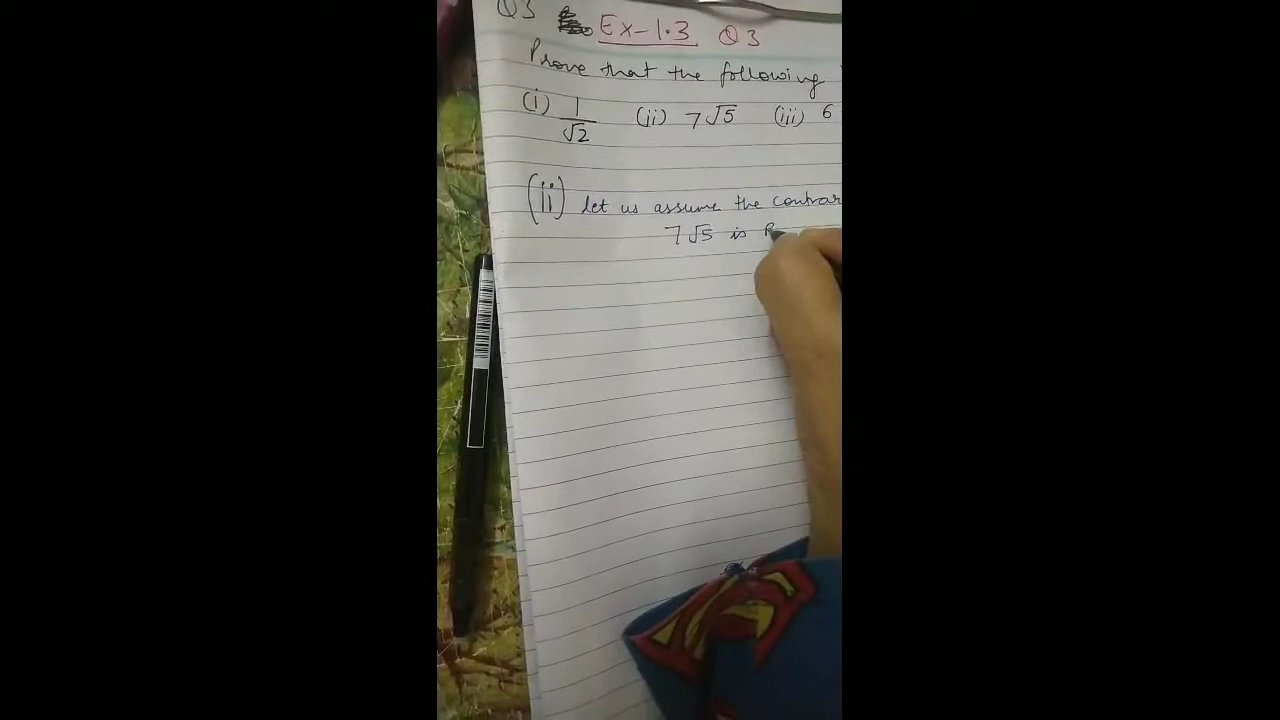 Q3 Ex-1.3 Q3
Prove that the following
(i) 1/√2 (ii) 7√5 (iii) 6
(ii) let us assume the contrar
7√5 is